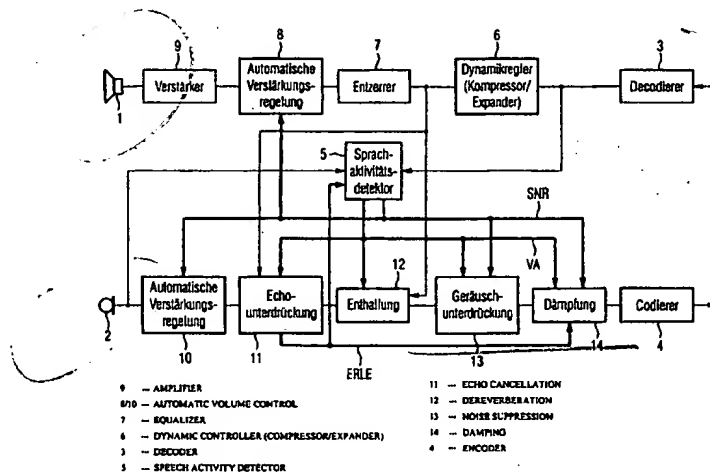 9
8
7
6
3
Verstärker
Automatische
Verstärkungs-
regelung
Entzerrer
Dynamikregler
(Kompressor/
Expander)
Decodierer
1
5
Sprach-
aktivitäts-
detektor
SNR
VA
12
2
Automatische
Verstärkungs-
regelung
Echo-
unterdrückung
Enthallung
Geräusch-
unterdrückung
Dämpfung
Codierer
10
11
13
14
4
ERLE
9 -- AMPLIFIER
8/10 -- AUTOMATIC VOLUME CONTROL
7 -- EQUALIZER
6 -- DYNAMIC CONTROLLER (COMPRESSOR/EXPANDER)
3 -- DECODER
5 -- SPEECH ACTIVITY DETECTOR
11 -- ECHO CANCELLATION
12 -- DEREVERBERATION
13 -- NOISE SUPPRESSION
14 -- DAMPING
4 -- ENCODER